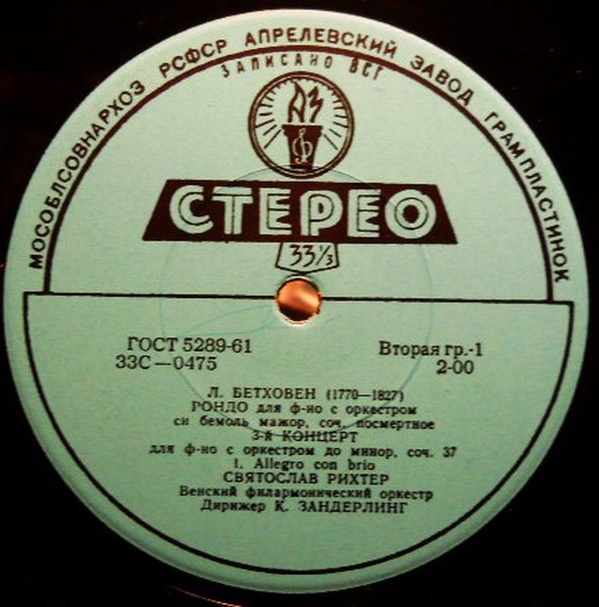 МОСОБЛСОВНАРХОЗ РСФСР АПРЕЛЕВСКИЙ ЗАВОД ГРАМПЛАСТИНОК
ЗАПИСАНО ВСГ
СТЕРЕО
33⅓
ГОСТ 5289-61
33С—0475
Вторая гр.-1
2-00
Л. БЕТХОВЕН (1770—1827)
РОНДО для ф-но с оркестром
си бемоль мажор, соч. посмертное
3-й КОНЦЕРТ
для ф-но с оркестром до минор, соч. 37
1. Allegro con brio
СВЯТОСЛАВ РИХТЕР
Венский филармонический оркестр
Дирижер К. ЗАНДЕРЛИНГ